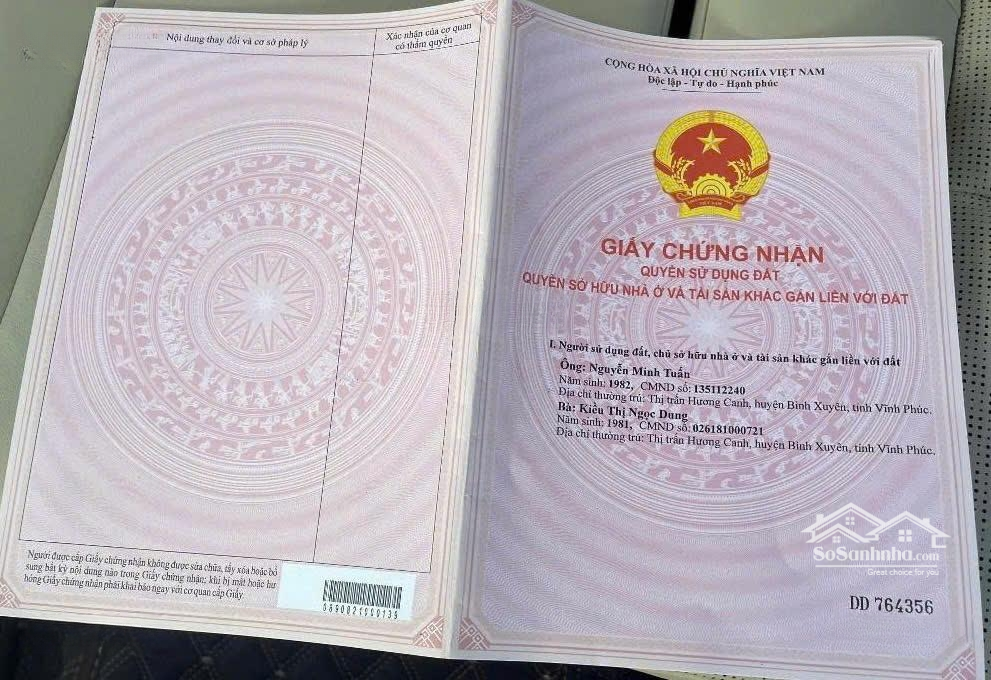 Nội dung thay đổi và cơ sở pháp lý
Xác nhận của cơ quan
có thẩm quyền
Người được cấp Giấy chứng nhận không được sửa chữa, tẩy xóa hoặc bổ
sung bất kỳ nội dung nào trong Giấy chứng nhận; khi bị mất hoặc hư
hỏng Giấy chứng nhận phải khai báo ngay với cơ quan cấp Giấy.
CỘNG HÒA XÃ HỘI CHỦ NGHĨA VIỆT NAM
Độc lập - Tự do - Hạnh phúc
GIẤY CHỨNG NHẬN
QUYỀN SỬ DỤNG ĐẤT
QUYỀN SỞ HỮU NHÀ Ở VÀ TÀI SẢN KHÁC GẮN LIỀN VỚI ĐẤT
I. Người sử dụng đất, chủ sở hữu nhà ở và tài sản khác gắn liền với đất
Ông: Nguyễn Minh Tuấn
Năm sinh: 1982, CMND số: 135112240
Địa chỉ thường trú: Thị trấn Hương Canh, huyện Bình Xuyên, tỉnh Vĩnh Phúc.
Bà: Kiều Thị Ngọc Dung
Năm sinh: 1981, CMND số: 026181000721
Địa chỉ thường trú: Thị trấn Hương Canh, huyện Bình Xuyên, tỉnh Vĩnh Phúc.
SoSanhnha.com
Great choice for you
DD 764356